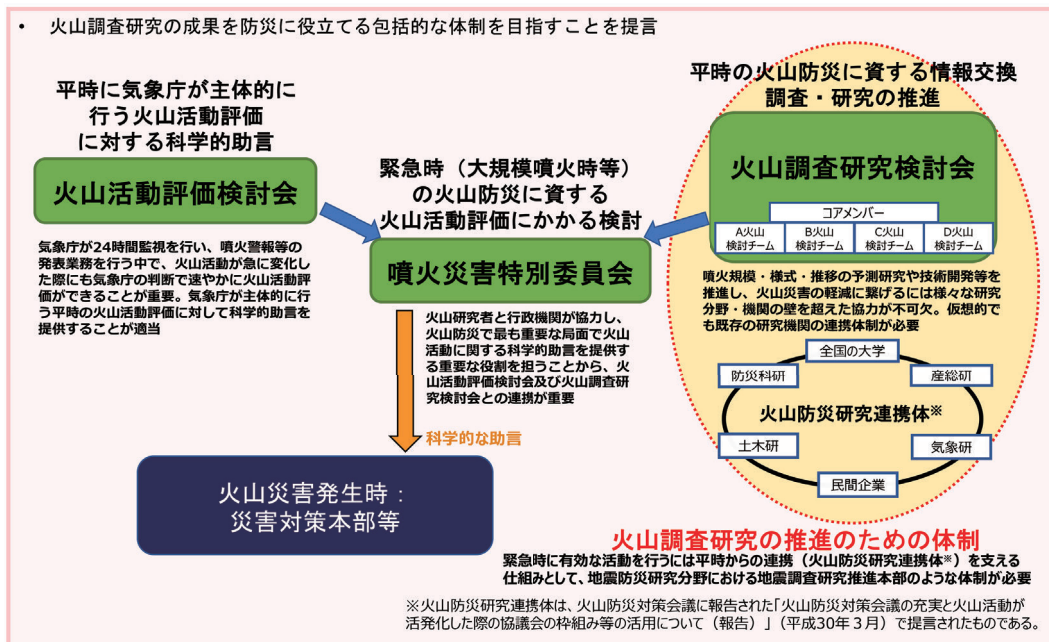 • 火山調査研究の成果を防災に役立てる包括的な体制を目指すことを提言
平時に気象庁が主体的に
行う火山活動評価
に対する科学的助言
火山活動評価検討会
気象庁が24時間監視を行い、噴火警報等の
発表業務を行う中で、火山活動が急に変化し
た際にも気象庁の判断で速やかに火山活動評
価ができることが重要。気象庁が主体的に行
う平時の火山活動評価に対して科学的助言を
提供することが適当
緊急時（大規模噴火時等）
の火山防災に資する
火山活動評価にかかる検討
噴火災害特別委員会
火山研究者と行政機関が協力し、
火山防災で最も重要な局面で火山
活動に関する科学的助言を提供す
る重要な役割を担うことから、火
山活動評価検討会及び火山調査研
究検討会との連携が重要
科学的な助言
火山災害発生時：
災害対策本部等
平時の火山防災に資する情報交換
調査・研究の推進
火山調査研究検討会
コアメンバー
A火山
検討チーム
B火山
検討チーム
C火山
検討チーム
D火山
検討チーム
噴火規模・様式・推移の予測研究や技術開発等を
推進し、火山災害の軽減に繋げるには様々な研究
分野・機関の壁を超えた協力が不可欠。仮想的で
も既存の研究機関の連携体制が必要
全国の大学
防災科研
産総研
火山防災研究連携体※
土木研
気象研
民間企業
火山調査研究の推進のための体制
緊急時に有効な活動を行うには平時からの連携（火山防災研究連携体※）を支える
仕組みとして、地震防災研究分野における地震調査研究推進本部のような体制が必要
※火山防災研究連携体は、火山防災対策会議に報告された「火山防災対策会議の充実と火山活動が
活発化した際の協議会の枠組み等の活用について（報告）」（平成30年３月）で提言されたものである。